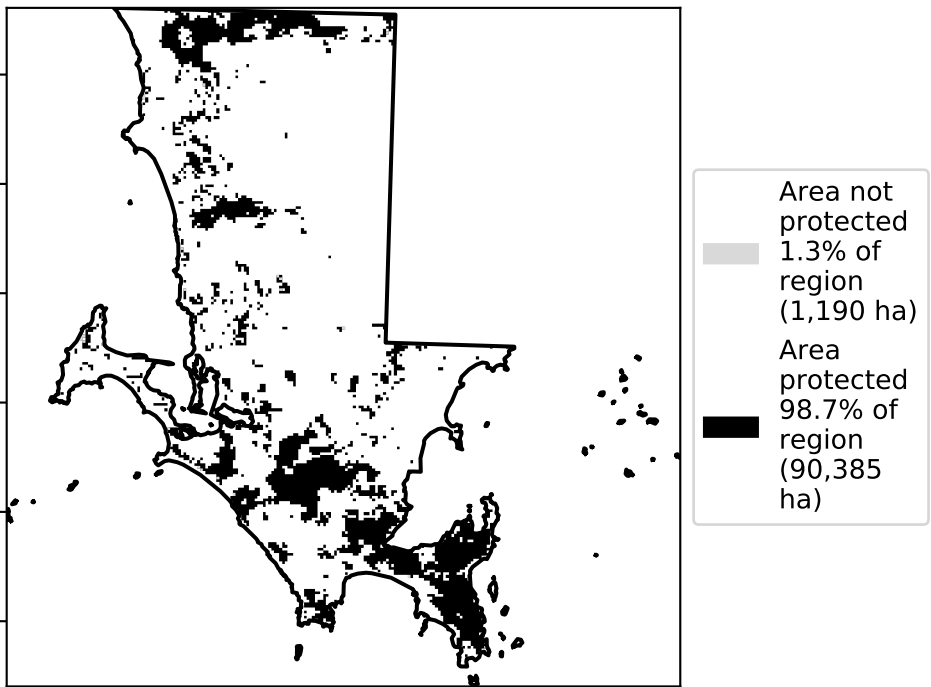 Area not
protected
1.3% of
region
(1,190 ha)
Area
protected
98.7% of
region
(90,385
ha)